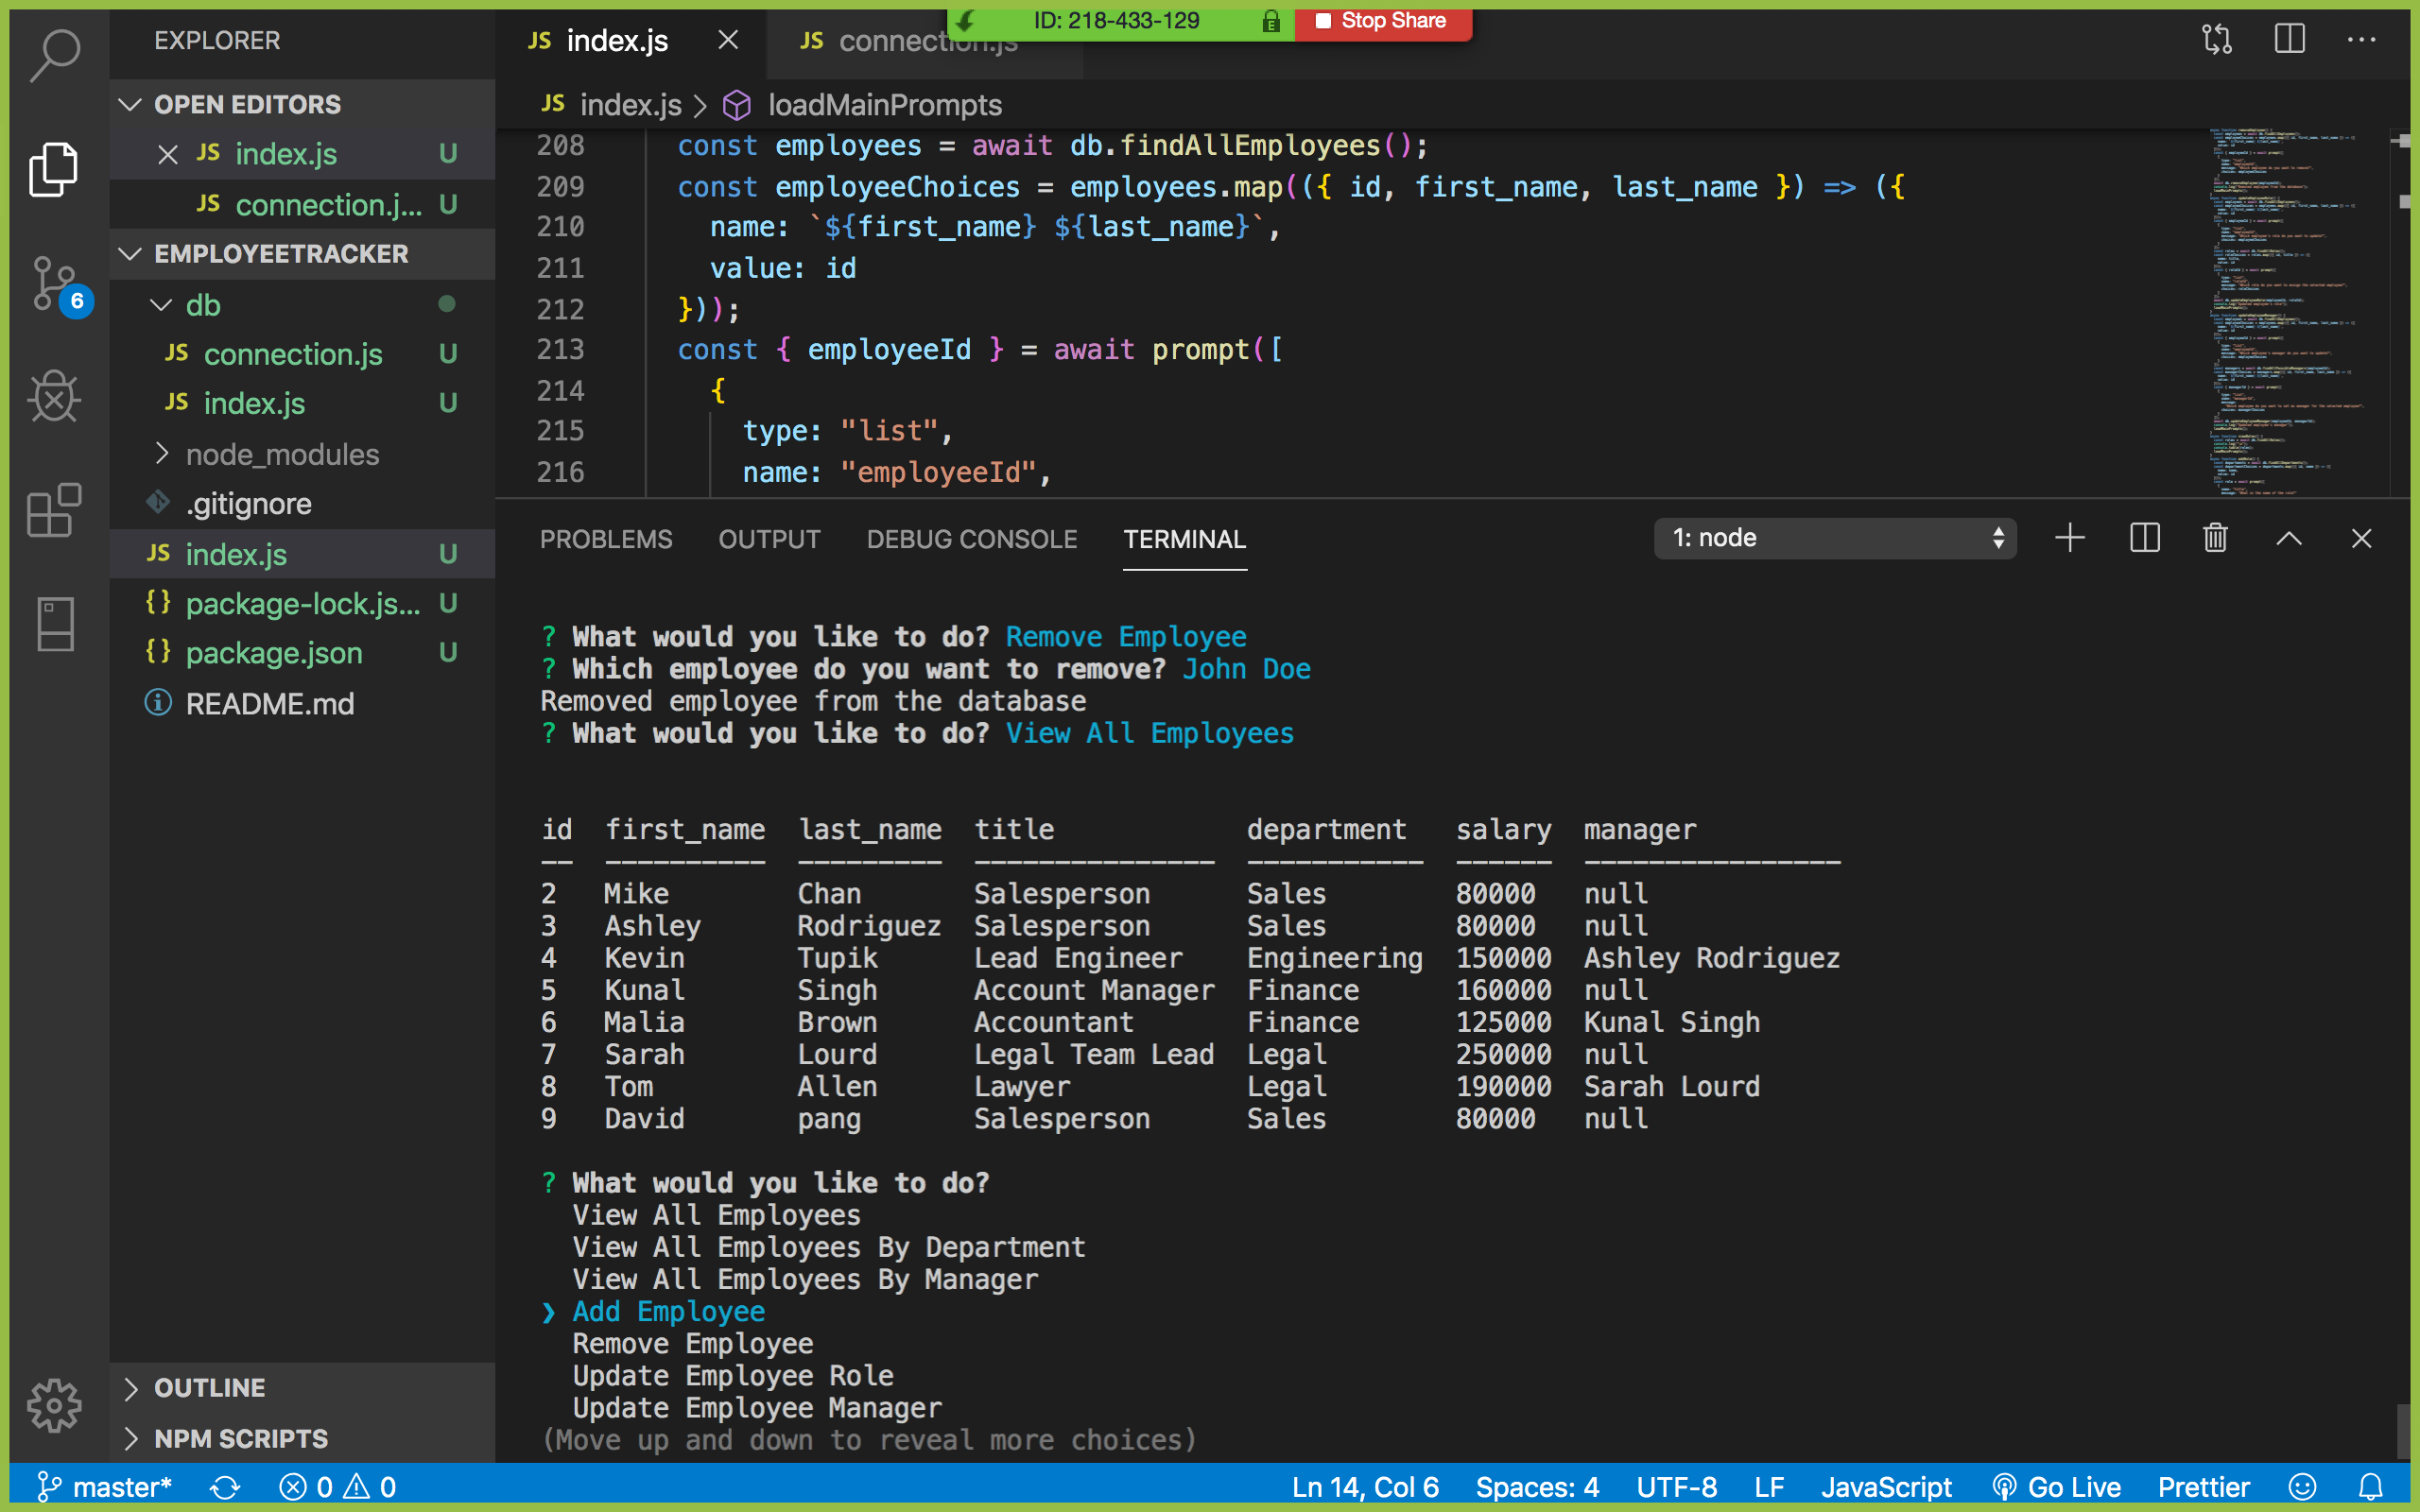 ID: 218-433-129 Stop Share
EXPLORER
OPEN EDITORS
JS index.js U
JS connection.j... U
EMPLOYEETRACKER
db
JS connection.js U
JS index.js U
node_modules
.gitignore
JS index.js U
{} package-lock.js... U
{} package.json U
README.md
OUTLINE
NPM SCRIPTS
6
JS index.js JS connection.js
JS index.js > loadMainPrompts
208 const employees = await db.findAllEmployees();
209 const employeeChoices = employees.map(({ id, first_name, last_name }) => ({
210 name: `${first_name} ${last_name}`,
211 value: id
212 }));
213 const { employeeId } = await prompt([
214 {
215 type: "list",
216 name: "employeeId",
PROBLEMS OUTPUT DEBUG CONSOLE TERMINAL 1: node
? What would you like to do? Remove Employee
? Which employee do you want to remove? John Doe
Removed employee from the database
? What would you like to do? View All Employees
id first_name last_name title department salary manager
-- ---------- --------- --------------- ----------- ------ ----------------
2 Mike Chan Salesperson Sales 80000 null
3 Ashley Rodriguez Salesperson Sales 80000 null
4 Kevin Tupik Lead Engineer Engineering 150000 Ashley Rodriguez
5 Kunal Singh Account Manager Finance 160000 null
6 Malia Brown Accountant Finance 125000 Kunal Singh
7 Sarah Lourd Legal Team Lead Legal 250000 null
8 Tom Allen Lawyer Legal 190000 Sarah Lourd
9 David pang Salesperson Sales 80000 null
? What would you like to do?
View All Employees
View All Employees By Department
View All Employees By Manager
❯ Add Employee
Remove Employee
Update Employee Role
Update Employee Manager
(Move up and down to reveal more choices)
master* 0 0 Ln 14, Col 6 Spaces: 4 UTF-8 LF JavaScript Go Live Prettier